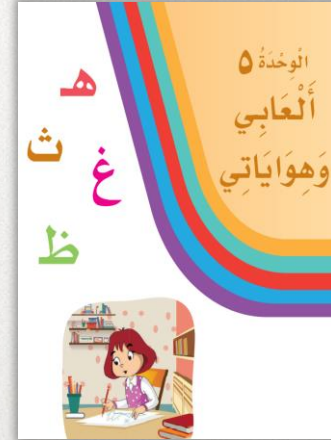 الْوِحْدَةُ ٥
أَلْعَابِي
وَهِوَايَاتِي
هـ
ث
غ
ظ